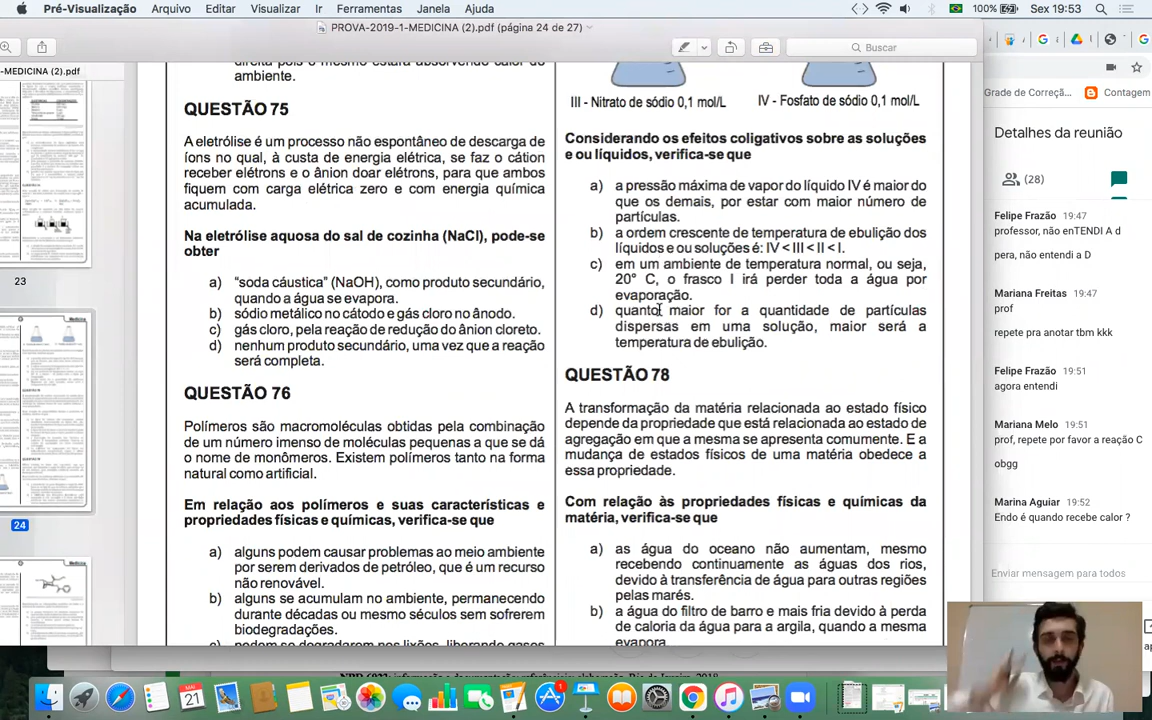 Pré-Visualização Arquivo Editar Visualizar Ir Ferramentas Janela Ajuda
100% Sex 19:53
PROVA-2019-1-MEDICINA (2).pdf (página 24 de 27)
Buscar
-MEDICINA (2).pdf
23
24
ambiente.
QUESTÃO 75
A eletrólise é um processo não espontâneo de descarga de
íons no qual, à custa de energia elétrica, se faz o cátion
receber elétrons e o ânion doar elétrons, para que ambos
fiquem com carga elétrica zero e com energia química
acumulada.
Na eletrólise aquosa do sal de cozinha (NaCl), pode-se
obter
a) “soda cáustica” (NaOH), como produto secundário,
quando a água se evapora.
b) sódio metálico no cátodo e gás cloro no ânodo.
c) gás cloro, pela reação de redução do ânion cloreto.
d) nenhum produto secundário, uma vez que a reação
será completa.
QUESTÃO 76
Polímeros são macromoléculas obtidas pela combinação
de um número imenso de moléculas pequenas a que se dá
o nome de monômeros. Existem polímeros tanto na forma
natural como artificial.
Em relação aos polímeros e suas características e
propriedades físicas e químicas, verifica-se que
a) alguns podem causar problemas ao meio ambiente
por serem derivados de petróleo, que é um recurso
não renovável.
b) alguns se acumulam no ambiente, permanecendo
durante décadas ou mesmo séculos sem sofrerem
biodegradações.
III - Nitrato de sódio 0,1 mol/L IV - Fosfato de sódio 0,1 mol/L
Considerando os efeitos coligativos sobre as soluções
e ou líquidos, verifica-se que
a) a pressão máxima de vapor do líquido IV é maior do
que os demais, por estar com maior número de
partículas.
b) a ordem crescente de temperatura de ebulição dos
líquidos e ou soluções é: IV < III < II < I.
c) em um ambiente de temperatura normal, ou seja,
20° C, o frasco I irá perder toda a água por
evaporação.
d) quanto maior for a quantidade de partículas
dispersas em uma solução, maior será a
temperatura de ebulição.
QUESTÃO 78
A transformação da matéria relacionada ao estado físico
depende da propriedade que está relacionada ao estado de
agregação em que a mesma se apresenta comumente. E a
mudança de estados físicos de uma matéria obedece a
essa propriedade.
Com relação às propriedades físicas e químicas da
matéria, verifica-se que
a) as água do oceano não aumentam, mesmo
recebendo continuamente as águas dos rios,
devido à transferência de água para outras regiões
pelas marés.
b) a água do filtro de barro é mais fria devido à perda
de caloria da água para a argila, quando a mesma
evapora.
Grade de Correçã... Contagem
Detalhes da reunião
(28)
Felipe Frazão 19:47
professor, não enTENDI A d
pera, não entendi a D
Mariana Freitas 19:47
prof
repete pra anotar tbm kkk
Felipe Frazão 19:51
agora entendi
Mariana Melo 19:51
prof, repete por favor a reação C
obgg
Marina Aguiar 19:52
Endo é quando recebe calor ?
Enviar mensagem para todos
MAI
21